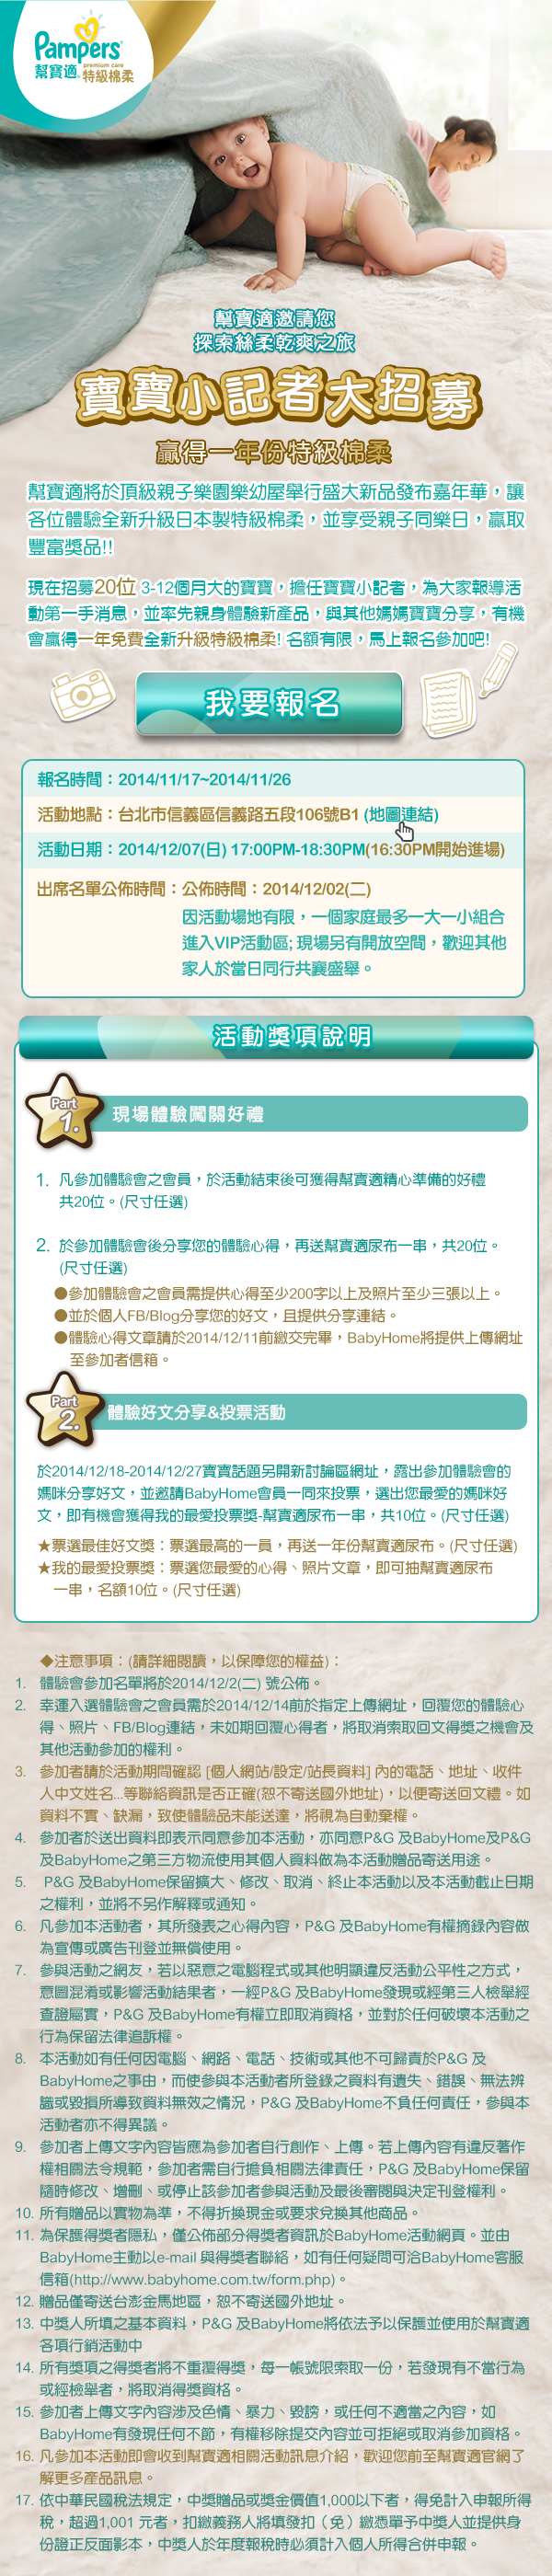 Pampers
premium care
幫寶適 特級棉柔
幫寶適邀請您
探索絲柔乾爽之旅
寶寶小記者大招募
贏得一年份特級棉柔
幫寶適將於頂級親子樂園樂幼屋舉行盛大新品發布嘉年華，讓
各位體驗全新升級日本製特級棉柔，並享受親子同樂日，贏取
豐富獎品!!
現在招募20位 3-12個月大的寶寶，擔任寶寶小記者，為大家報導活
動第一手消息，並率先親身體驗新產品，與其他媽媽寶寶分享，有機
會贏得一年免費全新升級特級棉柔! 名額有限，馬上報名參加吧!
我要報名
報名時間：2014/11/17~2014/11/26
活動地點：台北市信義區信義路五段106號B1 (地圖連結)
活動日期：2014/12/07(日) 17:00PM-18:30PM(16:30PM開始進場)
出席名單公佈時間：公佈時間：2014/12/02(二)
因活動場地有限，一個家庭最多一大一小組合
進入VIP活動區; 現場另有開放空間，歡迎其他
家人於當日同行共襄盛舉。
活動獎項說明
Part 1.
現場體驗闖關好禮
1. 凡參加體驗會之會員，於活動結束後可獲得幫寶適精心準備的好禮
共20位。(尺寸任選)
2. 於參加體驗會後分享您的體驗心得，再送幫寶適尿布一串，共20位。
(尺寸任選)
●參加體驗會之會員需提供心得至少200字以上及照片至少三張以上。
●並於個人FB/Blog分享您的好文，且提供分享連結。
●體驗心得文章請於2014/12/11前繳交完畢，BabyHome將提供上傳網址
至參加者信箱。
Part 2.
體驗好文分享&投票活動
於2014/12/18-2014/12/27寶寶話題另開新討論區網址，露出參加體驗會的
媽咪分享好文，並邀請BabyHome會員一同來投票，選出您最愛的媽咪好
文，即有機會獲得我的最愛投票獎-幫寶適尿布一串，共10位。(尺寸任選)
★票選最佳好文獎：票選最高的一員，再送一年份幫寶適尿布。(尺寸任選)
★我的最愛投票獎：票選您最愛的心得、照片文章，即可抽幫寶適尿布
一串，名額10位。(尺寸任選)
◆注意事項：(請詳細閱讀，以保障您的權益)：
1. 體驗會參加名單將於2014/12/2(二) 號公佈。
2. 幸運入選體驗會之會員需於2014/12/14前於指定上傳網址，回覆您的體驗心
得、照片、FB/Blog連結，未如期回覆心得者，將取消索取回文得獎之機會及
其他活動參加的權利。
3. 參加者請於活動期間確認 [個人網站/設定/站長資料] 內的電話、地址、收件
人中文姓名...等聯絡資訊是否正確(恕不寄送國外地址)，以便寄送回文禮。如
資料不實、缺漏，致使體驗品未能送達，將視為自動棄權。
4. 參加者於送出資料即表示同意參加本活動，亦同意P&G 及BabyHome及P&G
及BabyHome之第三方物流使用其個人資料做為本活動贈品寄送用途。
5. P&G 及BabyHome保留擴大、修改、取消、終止本活動以及本活動截止日期
之權利，並將不另作解釋或通知。
6. 凡參加本活動者，其所發表之心得內容，P&G 及BabyHome有權摘錄內容做
為宣傳或廣告刊登並無償使用。
7. 參與活動之網友，若以惡意之電腦程式或其他明顯違反活動公平性之方式，
意圖混淆或影響活動結果者，一經P&G 及BabyHome發現或經第三人檢舉經
查證屬實，P&G 及BabyHome有權立即取消資格，並對於任何破壞本活動之
行為保留法律追訴權。
8. 本活動如有任何因電腦、網路、電話、技術或其他不可歸責於P&G 及
BabyHome之事由，而使參與本活動者所登錄之資料有遺失、錯誤、無法辨
識或毀損所導致資料無效之情況，P&G 及BabyHome不負任何責任，參與本
活動者亦不得異議。
9. 參加者上傳文字內容皆應為參加者自行創作、上傳。若上傳內容有違反著作
權相關法令規範，參加者需自行擔負相關法律責任，P&G 及BabyHome保留
隨時修改、增刪、或停止該參加者參與活動及最後審閱與決定刊登權利。
10. 所有贈品以實物為準，不得折換現金或要求兌換其他商品。
11. 為保護得獎者隱私，僅公佈部分得獎者資訊於BabyHome活動網頁。並由
BabyHome主動以e-mail 與得獎者聯絡，如有任何疑問可洽BabyHome客服
信箱(http://www.babyhome.com.tw/form.php)。
12. 贈品僅寄送台澎金馬地區，恕不寄送國外地址。
13. 中獎人所填之基本資料，P&G 及BabyHome將依法予以保護並使用於幫寶適
各項行銷活動中
14. 所有獎項之得獎者將不重覆得獎，每一帳號限索取一份，若發現有不當行為
或經檢舉者，將取消得獎資格。
15. 參加者上傳文字內容涉及色情、暴力、毀謗，或任何不適當之內容，如
BabyHome有發現任何不節，有權移除提交內容並可拒絕或取消參加資格。
16. 凡參加本活動即會收到幫寶適相關活動訊息介紹，歡迎您前至幫寶適官網了
解更多產品訊息。
17. 依中華民國稅法規定，中獎贈品或獎金價值1,000以下者，得免計入申報所得
稅，超過1,001 元者，扣繳義務人將填發扣（免）繳憑單予中獎人並提供身
份證正反面影本，中獎人於年度報稅時必須計入個人所得合併申報。